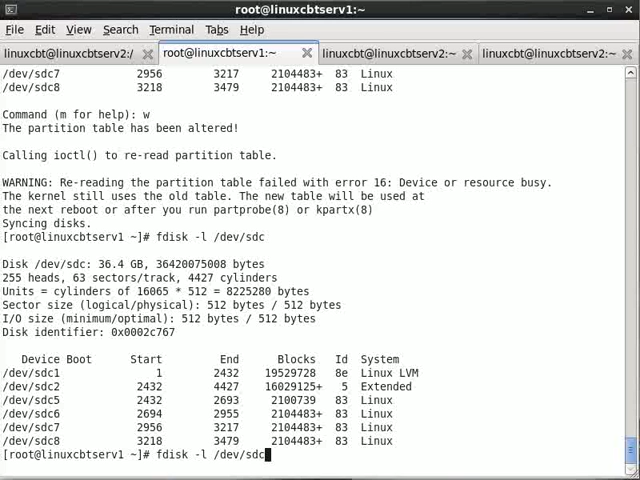 root@linuxcbtserv1:~
File Edit View Search Terminal Tabs Help
linuxcbt@linuxcbtserv2:/ root@linuxcbtserv1:~ linuxcbt@linuxcbtserv2:~ linuxcbt@linuxcbtserv2:~
/dev/sdc7 2956 3217 2104483+ 83 Linux
/dev/sdc8 3218 3479 2104483+ 83 Linux
Command (m for help): w
The partition table has been altered!
Calling ioctl() to re-read partition table.
WARNING: Re-reading the partition table failed with error 16: Device or resource busy.
The kernel still uses the old table. The new table will be used at
the next reboot or after you run partprobe(8) or kpartx(8)
Syncing disks.
[root@linuxcbtserv1 ~]# fdisk -l /dev/sdc
Disk /dev/sdc: 36.4 GB, 36420075008 bytes
255 heads, 63 sectors/track, 4427 cylinders
Units = cylinders of 16065 * 512 = 8225280 bytes
Sector size (logical/physical): 512 bytes / 512 bytes
I/O size (minimum/optimal): 512 bytes / 512 bytes
Disk identifier: 0x0002c767
Device Boot Start End Blocks Id System
/dev/sdc1 1 2432 19529728 8e Linux LVM
/dev/sdc2 2432 4427 16029125+ 5 Extended
/dev/sdc5 2432 2693 2100739 83 Linux
/dev/sdc6 2694 2955 2104483+ 83 Linux
/dev/sdc7 2956 3217 2104483+ 83 Linux
/dev/sdc8 3218 3479 2104483+ 83 Linux
[root@linuxcbtserv1 ~]# fdisk -l /dev/sdc